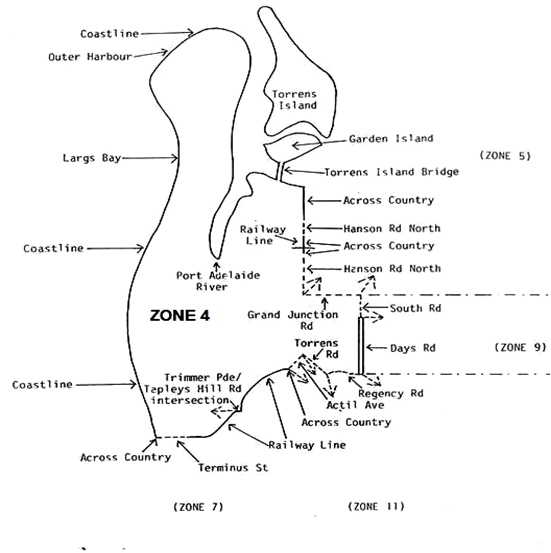 Coastline
Outer Harbour
Torrens
Island
Garden Island
Largs Bay
(ZONE 5)
Torrens Island Bridge
Across Country
Hanson Rd North
Railway
Line
Across Country
Coastline
Hanson Rd North
Port Adelaide
River
ZONE 4
Grand Junction
Rd
South Rd
Torrens
Rd
Days Rd
(ZONE 9)
Trimmer Pde/
Tapleys Hill Rd
intersection
Coastline
Regency Rd
Actil Ave
Across Country
Railway Line
Across Country
Terminus St
(ZONE 7)
(ZONE 11)